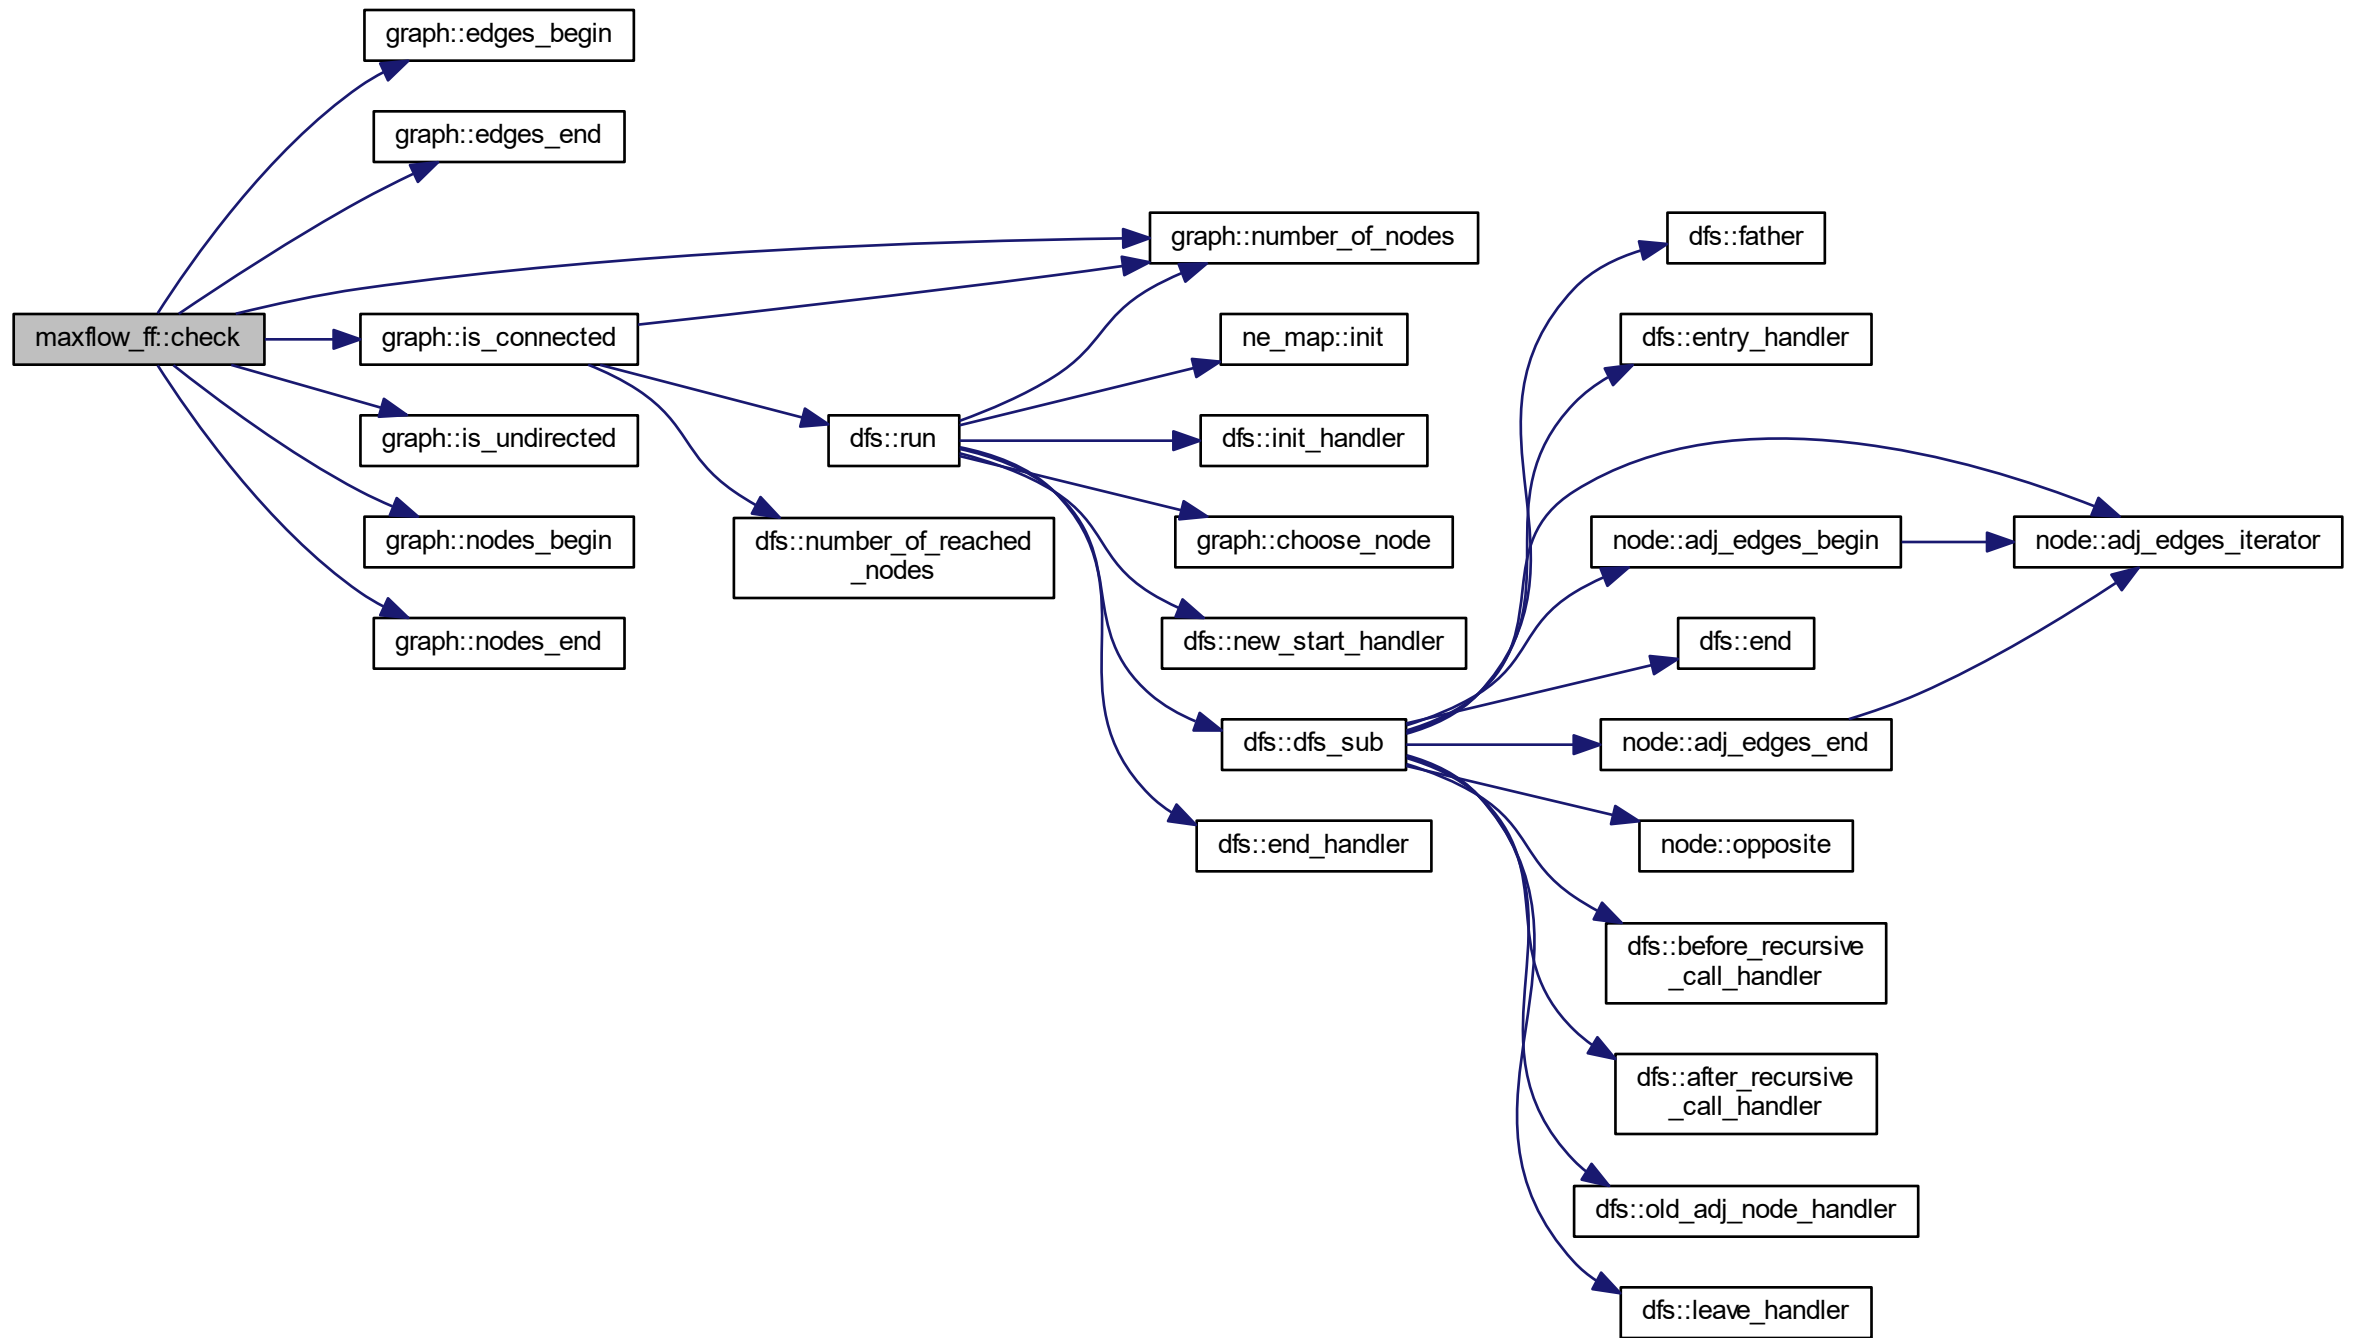 graph::edges_begin
graph::edges_end
graph::number_of_nodes
dfs::father
maxflow_ff::check
graph::is_connected
ne_map::init
dfs::entry_handler
graph::is_undirected
dfs::run
dfs::init_handler
graph::nodes_begin
dfs::number_of_reached
_nodes
graph::choose_node
node::adj_edges_begin
node::adj_edges_iterator
graph::nodes_end
dfs::new_start_handler
dfs::end
dfs::dfs_sub
node::adj_edges_end
dfs::end_handler
node::opposite
dfs::before_recursive
_call_handler
dfs::after_recursive
_call_handler
dfs::old_adj_node_handler
dfs::leave_handler